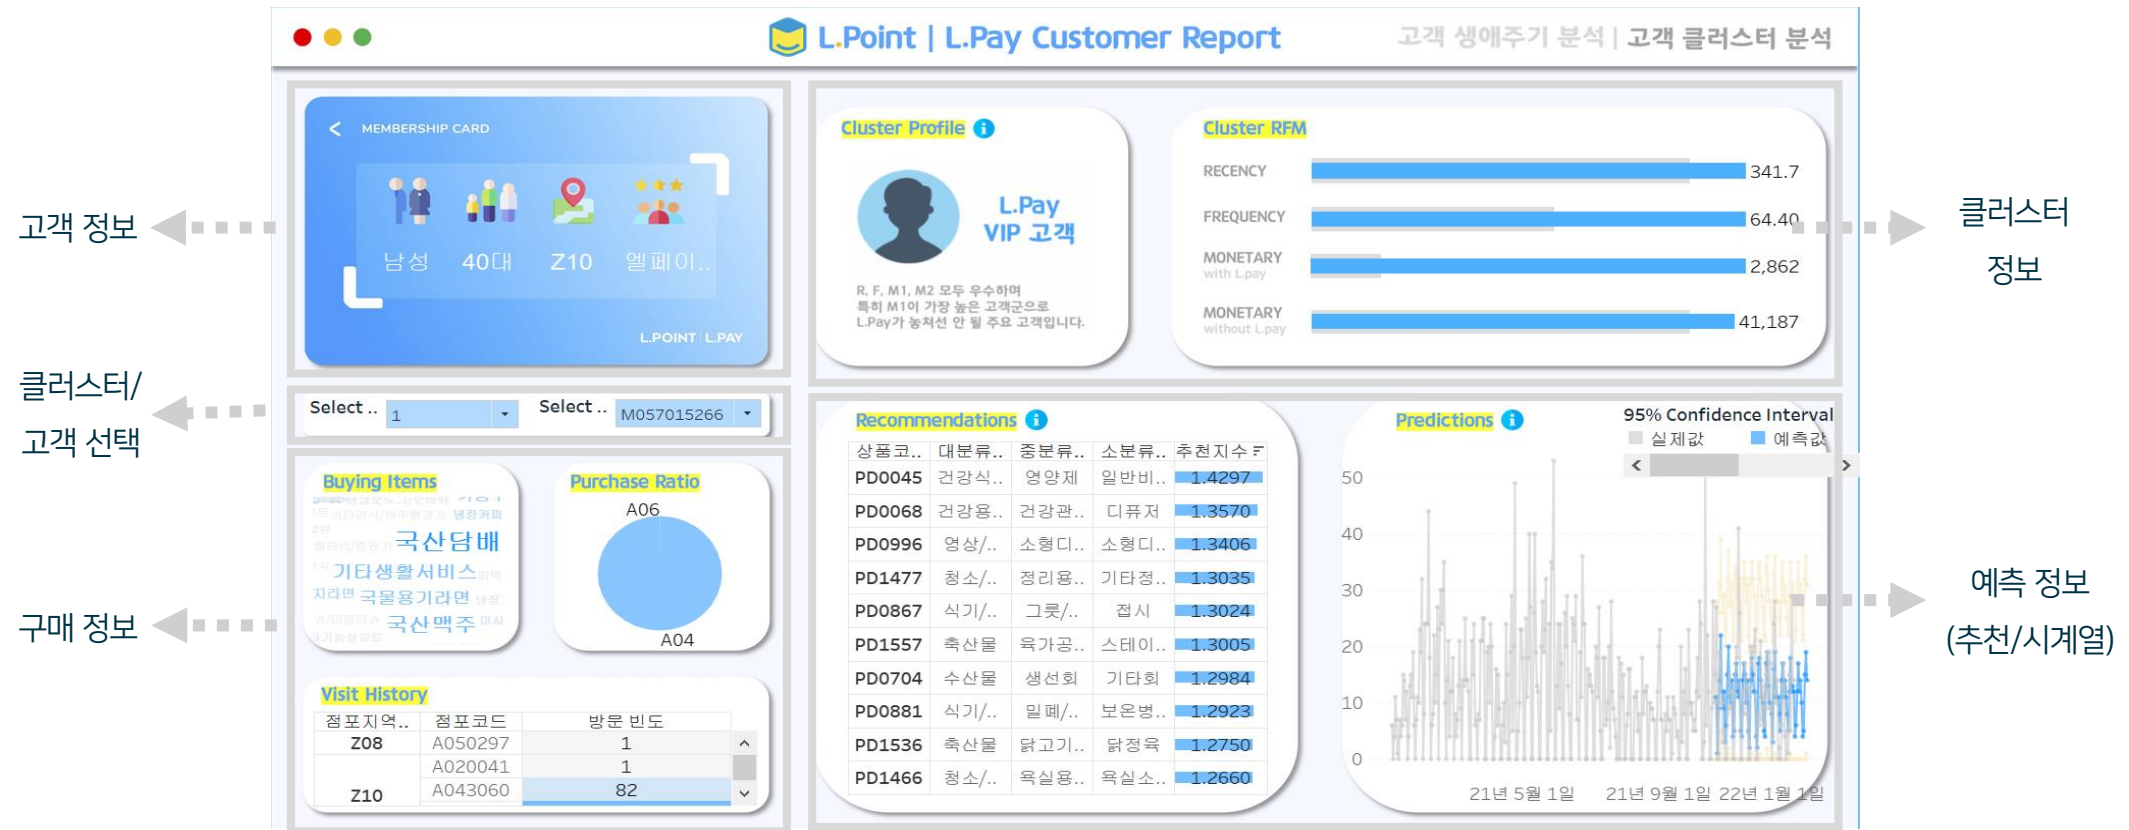 L.Point | L.Pay Customer Report
고객 생애주기 분석 | 고객 클러스터 분석
고객 정보
클러스터/
고객 선택
구매 정보
< MEMBERSHIP CARD
남성 40대 Z10 엘페이..
L.POINT L.PAY
Select .. 1
Select .. M057015266
Buying Items
냉장커피
국산담배
기타생활서비스
지라면 국물용기라면
국산맥주
Purchase Ratio
A06
A04
Visit History
점포지역.. 점포코드 방문 빈도
Z08 A050297 1
A020041 1
Z10 A043060 82
Cluster Profile
L.Pay
VIP 고객
R, F, M1, M2 모두 우수하며
특히 M1이 가장 높은 고객군으로
L.Pay가 놓쳐선 안 될 주요 고객입니다.
Cluster RFM
RECENCY 341.7
FREQUENCY 64.40
MONETARY
with L.pay
2,862
MONETARY
without L.pay
41,187
Recommendations
상품코.. 대분류.. 중분류.. 소분류.. 추천지수
PD0045 건강식.. 영양제 일반비.. 1.4297
PD0068 건강용.. 건강관.. 디퓨저 1.3570
PD0996 영상/.. 소형디.. 소형디.. 1.3406
PD1477 청소/.. 정리용.. 기타정.. 1.3035
PD0867 식기/.. 그릇/.. 접시 1.3024
PD1557 축산물 육가공.. 스테이.. 1.3005
PD0704 수산물 생선회 기타회 1.2984
PD0881 식기/.. 밀폐/.. 보온병.. 1.2923
PD1536 축산물 닭고기.. 닭정육 1.2750
PD1466 청소/.. 욕실용.. 욕실소.. 1.2660
Predictions
95% Confidence Interval
실제값 예측값
50
40
30
20
10
0
21년 5월 1일 21년 9월 1일 22년 1월 1일
클러스터
정보
예측 정보
(추천/시계열)